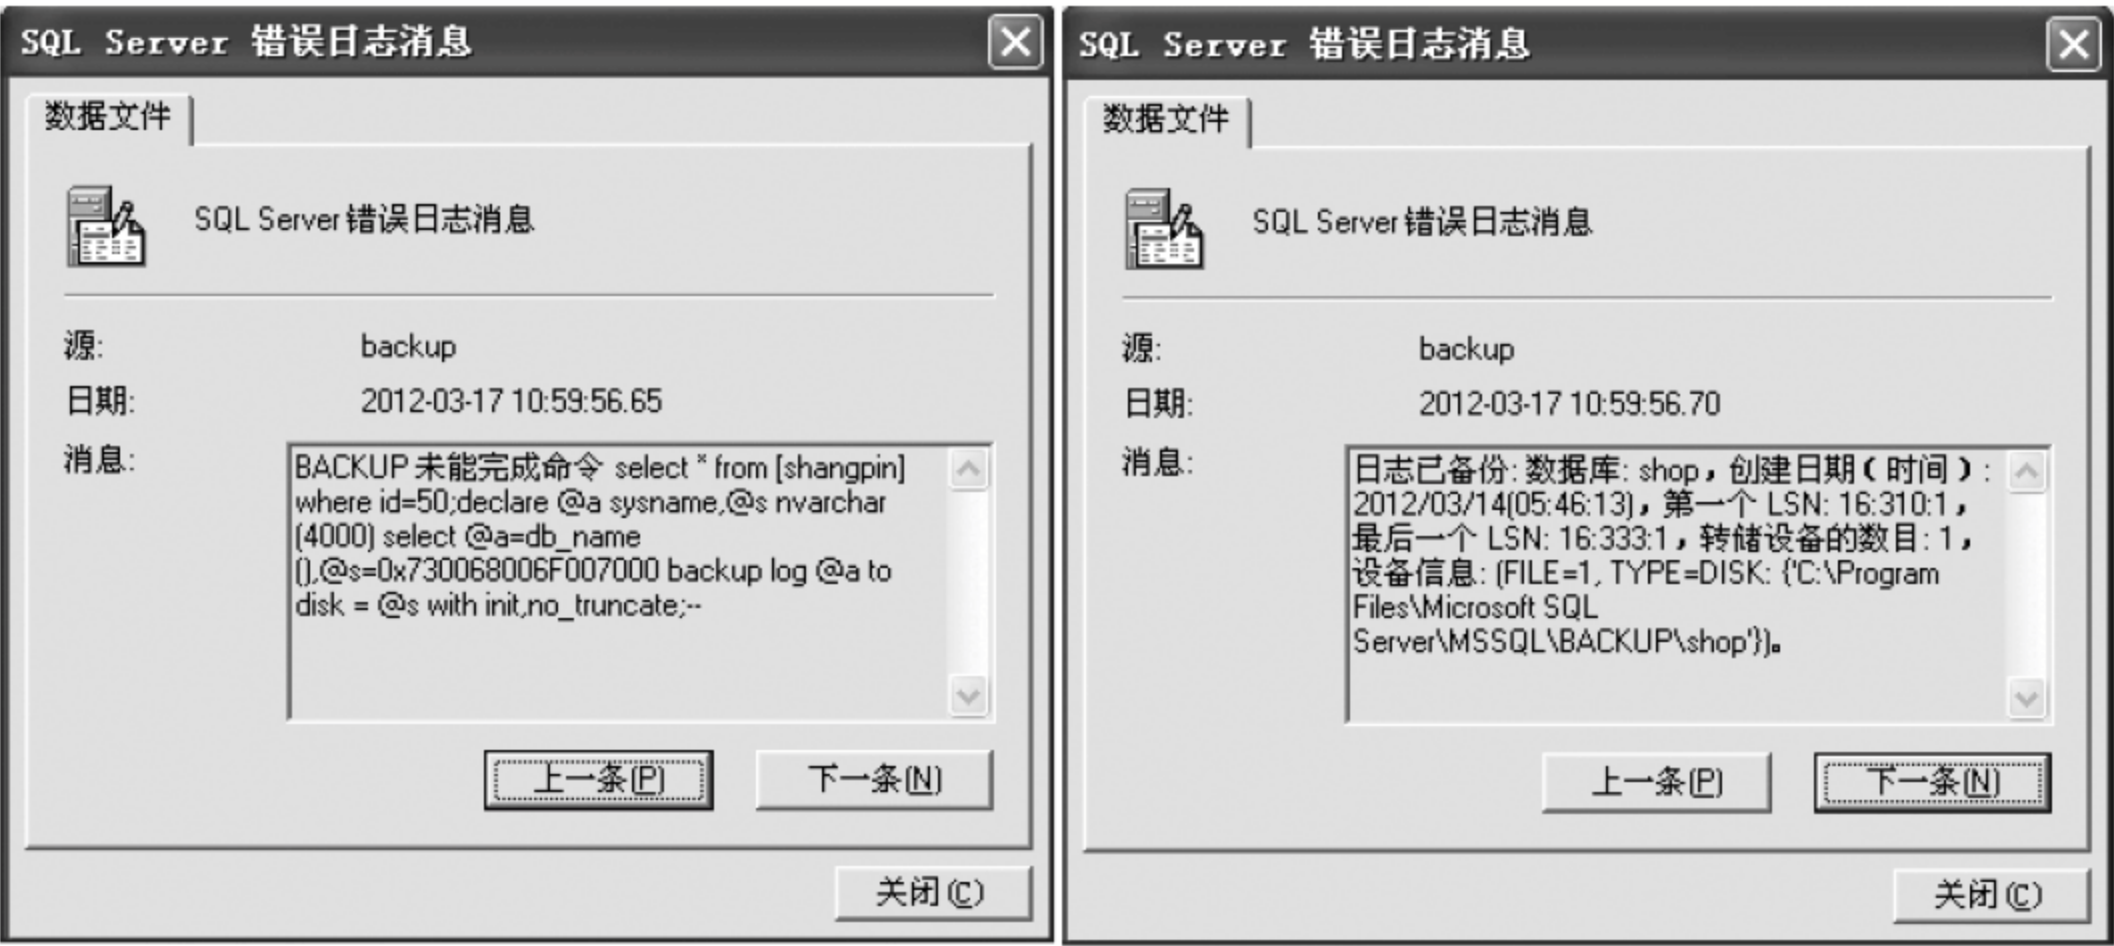 SQL Server 错误日志消息
数据文件
SQL Server 错误日志消息
源: backup
日期: 2012-03-17 10:59:56.65
消息:
BACKUP 未能完成命令 select * from [shangpin]
where id=50;declare @a sysname,@s nvarchar
(4000) select @a=db_name
(),@s=0x730068006F007000 backup log @a to
disk = @s with init,no_truncate;--
上一条(P) 下一条(N)
关闭(C)
SQL Server 错误日志消息
数据文件
SQL Server 错误日志消息
源: backup
日期: 2012-03-17 10:59:56.70
消息:
日志已备份: 数据库: shop，创建日期（时间）:
2012/03/14(05:46:13)，第一个 LSN: 16:310:1，
最后一个 LSN: 16:333:1，转储设备的数目: 1，
设备信息: (FILE=1, TYPE=DISK: {'C:\Program
Files\Microsoft SQL
Server\MSSQL\BACKUP\shop'})。
上一条(P) 下一条(N)
关闭(C)